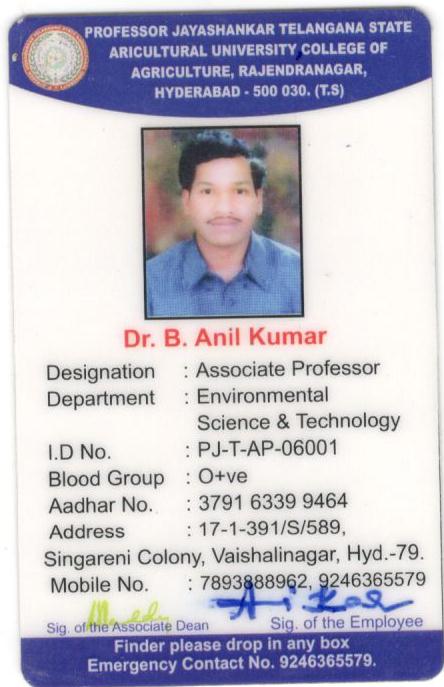 PROFESSOR JAYASHANKAR TELANGANA STATE
ARICULTURAL UNIVERSITY, COLLEGE OF
AGRICULTURE, RAJENDRANAGAR,
HYDERABAD - 500 030. (T.S)
Dr. B. Anil Kumar
Designation : Associate Professor
Department : Environmental
Science & Technology
I.D No. : PJ-T-AP-06001
Blood Group : O+ve
Aadhar No. : 3791 6339 9464
Address : 17-1-391/S/589,
Singareni Colony, Vaishalinagar, Hyd.-79.
Mobile No. : 7893888962, 9246365579
Sig. of the Associate Dean Sig. of the Employee
Finder please drop in any box
Emergency Contact No. 9246365579.